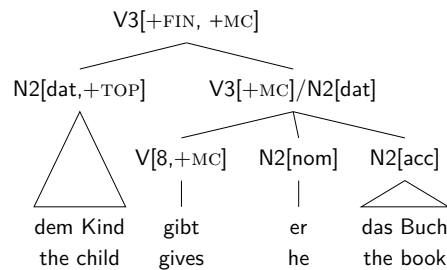 V3[+FIN, +MC]
N2[dat,+TOP] V3[+MC]/N2[dat]
V[8,+MC] N2[nom] N2[acc]
dem Kind gibt er das Buch
the child gives he the book